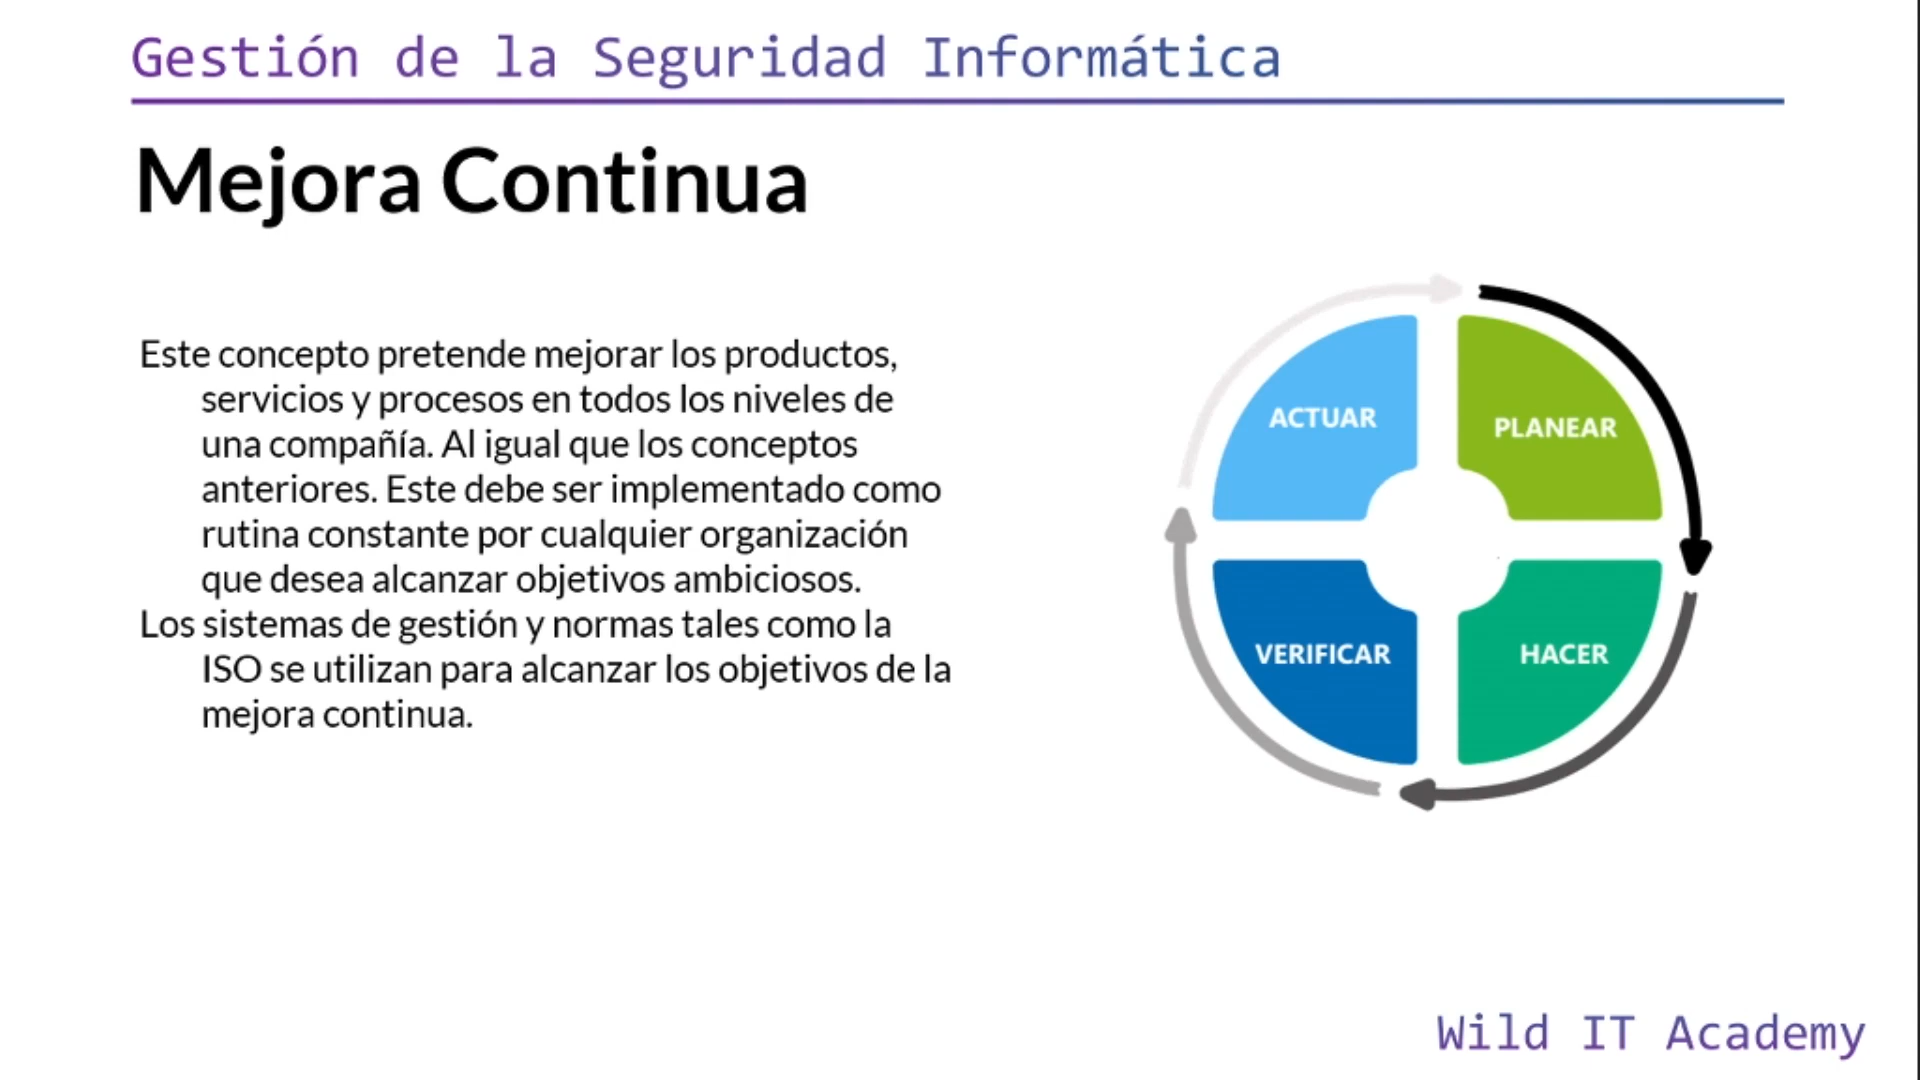 Gestión de la Seguridad Informática
Mejora Continua
Este concepto pretende mejorar los productos,
servicios y procesos en todos los niveles de
una compañía. Al igual que los conceptos
anteriores. Este debe ser implementado como
rutina constante por cualquier organización
que desea alcanzar objetivos ambiciosos.
Los sistemas de gestión y normas tales como la
ISO se utilizan para alcanzar los objetivos de la
mejora continua.
ACTUAR
PLANEAR
VERIFICAR
HACER
Wild IT Academy